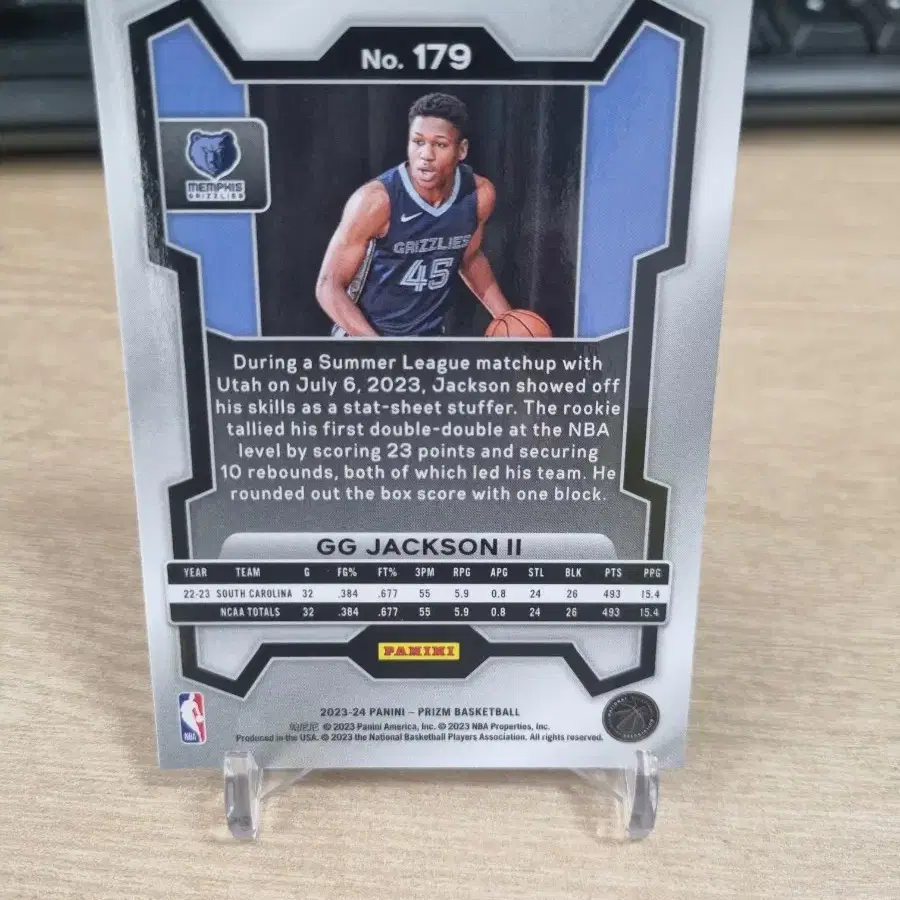 No. 179
MEMPHIS
GRIZZLIES
GRIZZLIES
45
During a Summer League matchup with
Utah on July 6, 2023, Jackson showed off
his skills as a stat-sheet stuffer. The rookie
tallied his first double-double at the NBA
level by scoring 23 points and securing
10 rebounds, both of which led his team. He
rounded out the box score with one block.
GG JACKSON II
YEAR TEAM G FG% FT% 3PM RPG APG STL BLK PTS PPG
22-23 SOUTH CAROLINA 32 .384 .677 55 5.9 0.8 24 26 493 15.4
NCAA TOTALS 32 .384 .677 55 5.9 0.8 24 26 493 15.4
PANINI
2023-24 PANINI – PRIZM BASKETBALL
© 2023 Panini America, Inc. © 2023 NBA Properties, Inc.
Produced in the USA. © 2023 the National Basketball Players Association. All rights reserved.
NBA